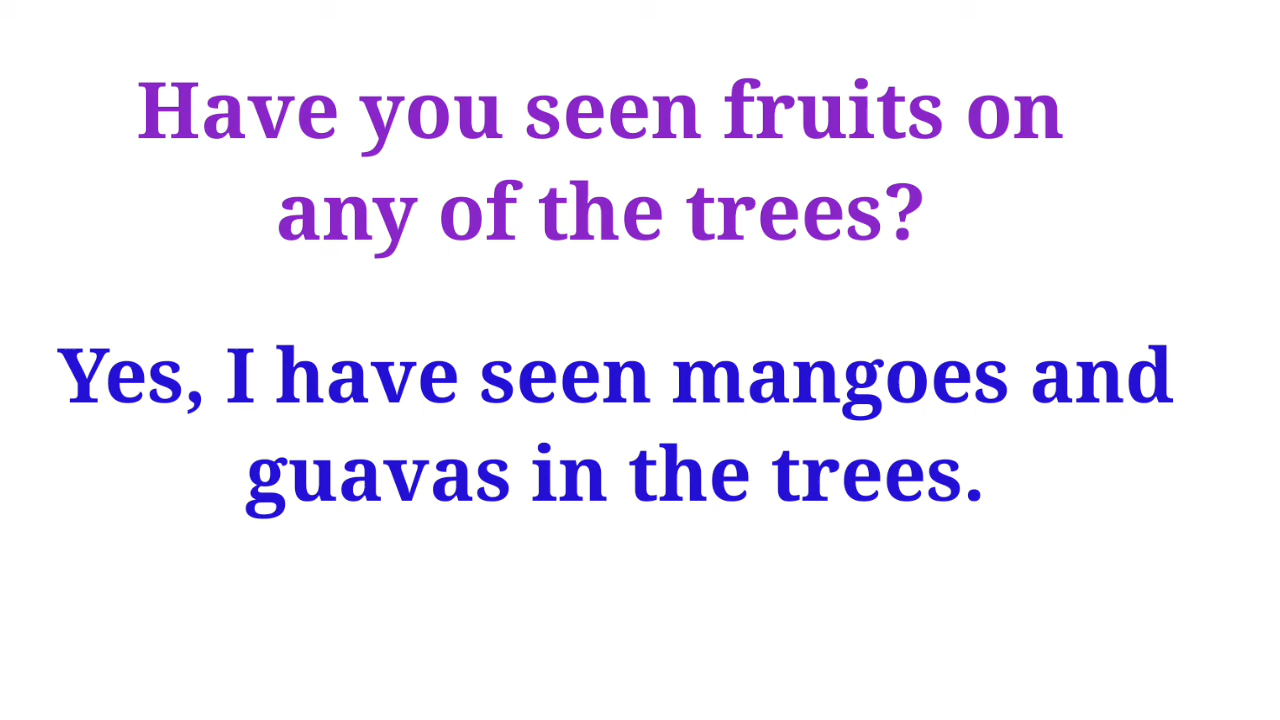 Have you seen fruits on
any of the trees?
Yes, I have seen mangoes and
guavas in the trees.